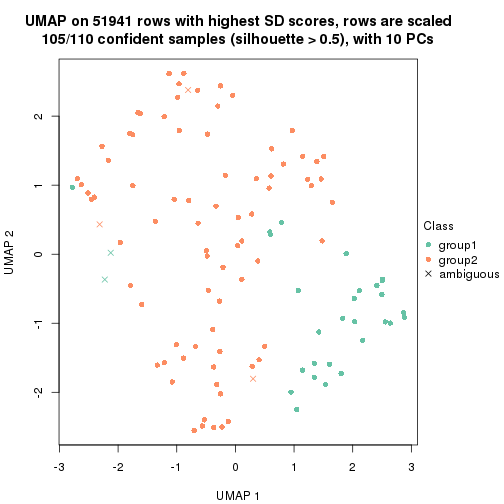 UMAP on 51941 rows with highest SD scores, rows are scaled
105/110 confident samples (silhouette > 0.5), with 10 PCs
UMAP 2
2
1
0
-1
-2
-3
-2
-1
0
1
2
3
UMAP 1
Class
group1
group2
ambiguous